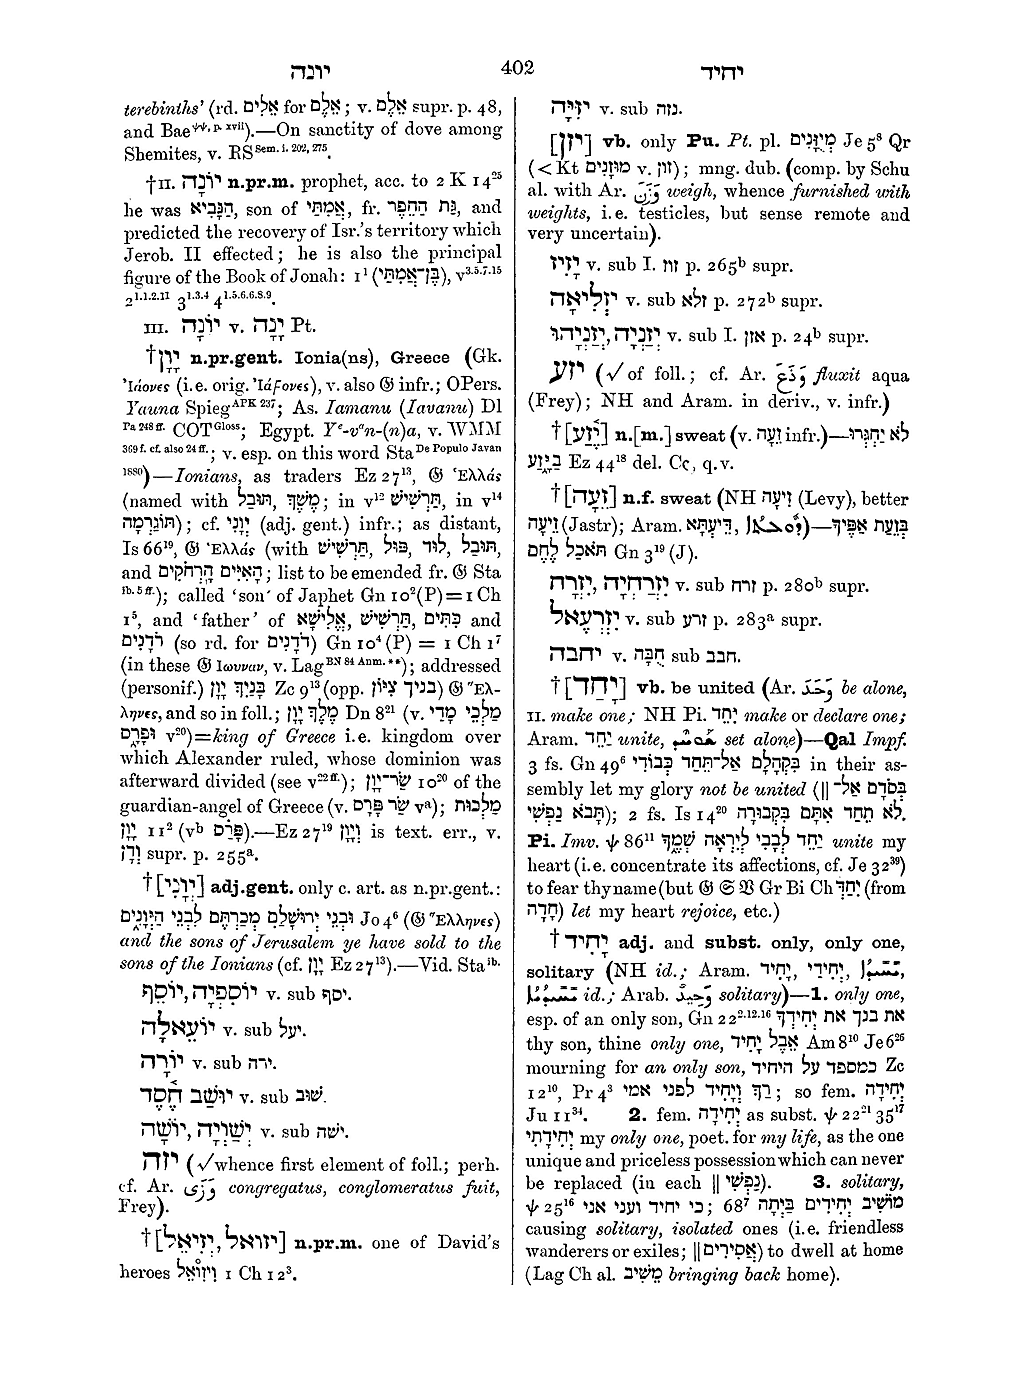 יונה 402 יחיד
terebinths’ (rd. אֵלִים for אֵלֶם; v. אֵלֶם supr. p. 48,
and Bae ψψ, p. xvii).—On sanctity of dove among
Shemites, v. RS Sem. i. 202, 275.
†II. יוֹנָה n.pr.m. prophet, acc. to 2 K 14 25
he was הַנָּבִיא, son of אֲמִתַּי, fr. גַּת הַחֵפֶר, and
predicted the recovery of Isr.’s territory which
Jerob. II effected; he is also the principal
figure of the Book of Jonah: 1 1 (בֶּן־אֲמִתַּי), v 3.5.7.15
2 1.1.2.11 3 1.3.4 4 1.5.6.6.8.9.
III. יוֹנָה v. ינה Pt.
†יָוָן n.pr.gent. Ionia(ns), Greece (Gk.
Ἰάονες (i.e. orig. Ἰάϝονες), v. also 𝔊 infr.; OPers.
Yauna Spieg APK 237; As. Iamanu (Iavanu) Dl
Pa 248 ff. COT Gloss; Egypt. Y e-v a n-(n)a, v. WMM
369 f. cf. also 24 ff.; v. esp. on this word Sta De Populo Javan
1880)—Ionians, as traders Ez 27 13, 𝔊 Ἑλλάς
(named with תּוּבַל, מֶשֶׁךְ; in v 12 תַּרְשִׁישׁ, in v 14
תּוֹגַרְמָה); cf. יְוָנִי (adj. gent.) infr.; as distant,
Is 66 19, 𝔊 Ἑλλάς (with תַּרְשִׁישׁ, פּוּל, לוּד, תּוּבַל,
and הָאִיִּים הָרְחֹקִים; list to be emended fr. 𝔊 Sta
ib. 5 ff.); called ‘son’ of Japhet Gn 10 2 (P) = 1 Ch
1 5, and ‘father’ of אֱלִישָׁה, תַּרְשִׁישׁ, כִּתִּים and
רֹדָנִים (so rd. for דֹּדָנִים) Gn 10 4 (P) = 1 Ch 1 7
(in these 𝔊 Ιωυναν, v. Lag BN 84 Anm. **); addressed
(personif.) בָּנַיִךְ יָוָן Zc 9 13 (opp. בניך צִיּוֹן) 𝔊 Ἕλ-
ληνες, and so in foll.; מֶלֶךְ יָוָן Dn 8 21 (v. מַלְכֵי מָדַי
וּפָרָס v 20) = king of Greece i.e. kingdom over
which Alexander ruled, whose dominion was
afterward divided (see v 22 ff.); שַׂר־יָוָן 10 20 of the
guardian-angel of Greece (v. שַׂר פָּרָס v a); מַלְכוּת
יָוָן 11 2 (v b פָּרַס).—Ez 27 19 וְיָוָן is text. err., v.
וְדָן supr. p. 255 a.
†[יְוָנִי] adj.gent. only c. art. as n.pr.gent.:
וּבְנֵי יְרוּשָׁלִַם מְכַרְתֶּם לִבְנֵי הַיְּוָנִים Jo 4 6 (𝔊 Ἕλληνες)
and the sons of Jerusalem ye have sold to the
sons of the Ionians (cf. יָוָן Ez 27 13).—Vid. Sta ib.
יוֹסֵף, יוֹסִפְיָה v. sub יסף.
יוֹעֵאלָה v. sub יעל.
יוֹרָה v. sub ירה.
יוּשַׁב חֶסֶד v. sub שׁוּב.
יוֹשָׁה, יַשְׁוְיָה v. sub ישׁה.
יזה (√whence first element of foll.; perh.
cf. Ar. وَزَى congregatus, conglomeratus fuit,
Frey).
†[יזואל, יְזִיאֵל] n.pr.m. one of David’s
heroes וִיזוֹאֵל 1 Ch 12 3.
יִזִּיָּה v. sub נזה.
[יזן] vb. only Pu. Pt. pl. מְיֻזָּנִים Je 5 8 Qr
(< Kt מוּזָנִים v. זון); mng. dub. (comp. by Schu
al. with Ar. وَزَنَ weigh, whence furnished with
weights, i.e. testicles, but sense remote and
very uncertain).
יָזִיז v. sub I. זוז p. 265 b supr.
יִזְלִיאָה v. sub זלא p. 272 b supr.
יְזַנְיָה, יְזַנְיָהוּ v. sub I. אזן p. 24 b supr.
יזע (√ of foll.; cf. Ar. وَذَعَ fluxit aqua
(Frey); NH and Aram. in deriv., v. infr.)
†[יֶזַע] n.[m.] sweat (v. זֵעָה infr.)—לֹא יַחְגְּרוּ
בַּיָּזַע Ez 44 18 del. Co, q.v.
†[זֵעָה] n.f. sweat (NH זִיעָה (Levy), better
זֵיעָה (Jastr); Aram. דֵּיעֲתָא, )—בְּזֵעַת אַפֶּיךָ
תֹּאכַל לֶחֶם Gn 3 19 (J).
יִזְרַחְיָה, יִזְרָח v. sub זרח p. 280 b supr.
יִזְרְעֶאל v. sub זרע p. 283 a supr.
יחבה v. חֻבָּה sub חבב.
†[יָחַד] vb. be united (Ar. وَحَدَ be alone,
II. make one; NH Pi. יִחֵד make or declare one;
Aram. יַחֵד unite, set alone)—Qal Impf.
3 fs. Gn 49 6 בִּקְהָלָם אַל־תֵּחַד כְּבוֹדִי in their as-
sembly let my glory not be united (|| בְּסֹדָם אַל־
תָּבֹא נַפְשִׁי); 2 fs. Is 14 20 לֹא תֵחַד אִתָּם בִּקְבוּרָה.
Pi. Imv. ψ 86 11 יַחֵד לְבָבִי לְיִרְאָה שְׁמֶךָ unite my
heart (i.e. concentrate its affections, cf. Je 32 39)
to fear thy name (but 𝔊 𝔖 𝔙 Gr Bi Ch יִחַדְּ (from
חָדָה) let my heart rejoice, etc.)
†יָחִיד adj. and subst. only, only one,
solitary (NH id.; Aram. יָחִיד, יְחִידַי, ,
id.; Arab. وَحِيدٌ solitary)—1. only one,
esp. of an only son, Gn 22 2.12.16 את בנך את יְחִידְךָ
thy son, thine only one, אֵבֶל יָחִיד Am 8 10 Je 6 26
mourning for an only son, כמספד על היחיד Zc
12 10, Pr 4 3 רַךְ וְיָחִיד לפני אמי; so fem. יְחִידָה
Ju 11 34. 2. fem. יְחִידָה as subst. ψ 22 21 35 17
יְחִידָתִי my only one, poet. for my life, as the one
unique and priceless possession which can never
be replaced (in each || נַפְשִׁי). 3. solitary,
ψ 25 16 כי יחיד ועני אני; 68 7 מוֹשִׁיב יְחִידִים בַּיְתָה
causing solitary, isolated ones (i.e. friendless
wanderers or exiles; || אֲסִירִים) to dwell at home
(Lag Ch al. מֵשִׁיב bringing back home).